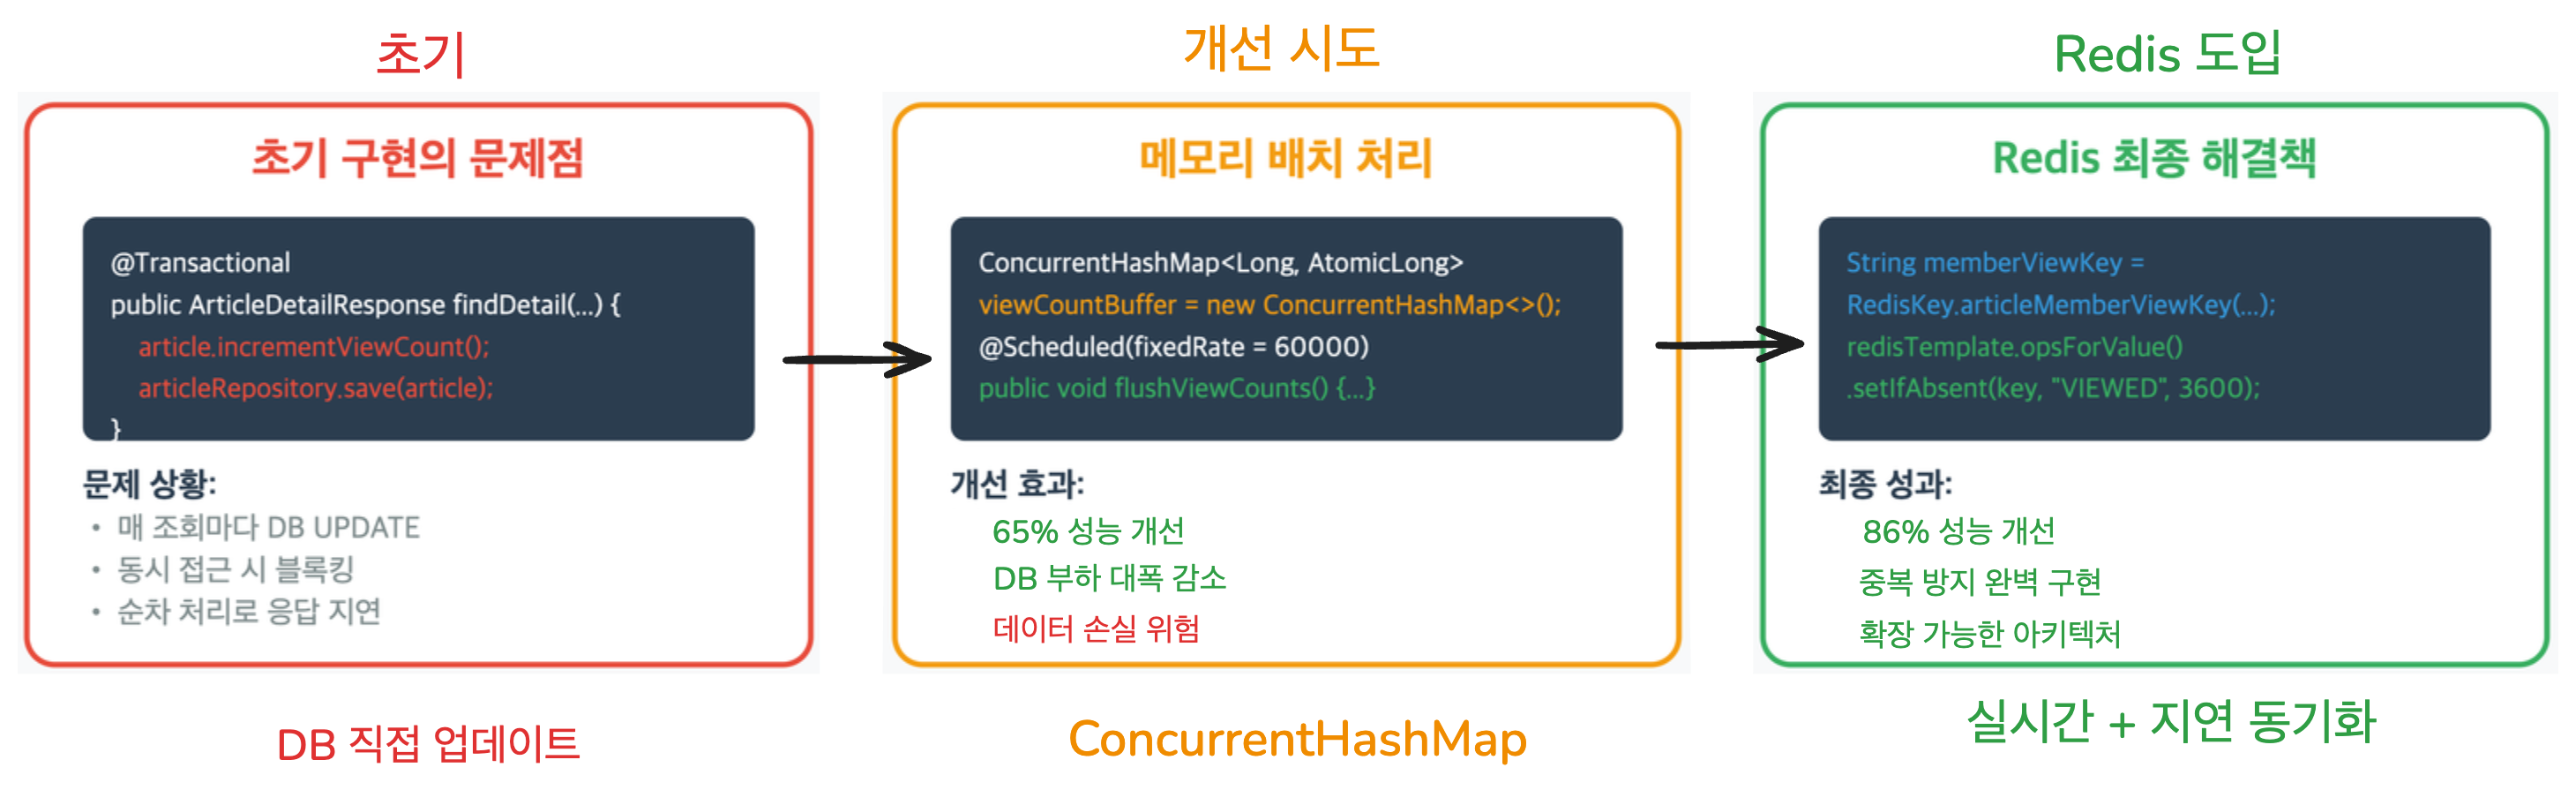 초기
초기 구현의 문제점
@Transactional
public ArticleDetailResponse findDetail(...) {
article.incrementViewCount();
articleRepository.save(article);
}
문제 상황:
• 매 조회마다 DB UPDATE
• 동시 접근 시 블록킹
• 순차 처리로 응답 지연
DB 직접 업데이트
개선 시도
메모리 배치 처리
ConcurrentHashMap<Long, AtomicLong>
viewCountBuffer = new ConcurrentHashMap<>();
@Scheduled(fixedRate = 60000)
public void flushViewCounts() {...}
개선 효과:
65% 성능 개선
DB 부하 대폭 감소
데이터 손실 위험
ConcurrentHashMap
Redis 도입
Redis 최종 해결책
String memberViewKey =
RedisKey.articleMemberViewKey(...);
redisTemplate.opsForValue()
.setIfAbsent(key, "VIEWED", 3600);
최종 성과:
86% 성능 개선
중복 방지 완벽 구현
확장 가능한 아키텍처
실시간 + 지연 동기화